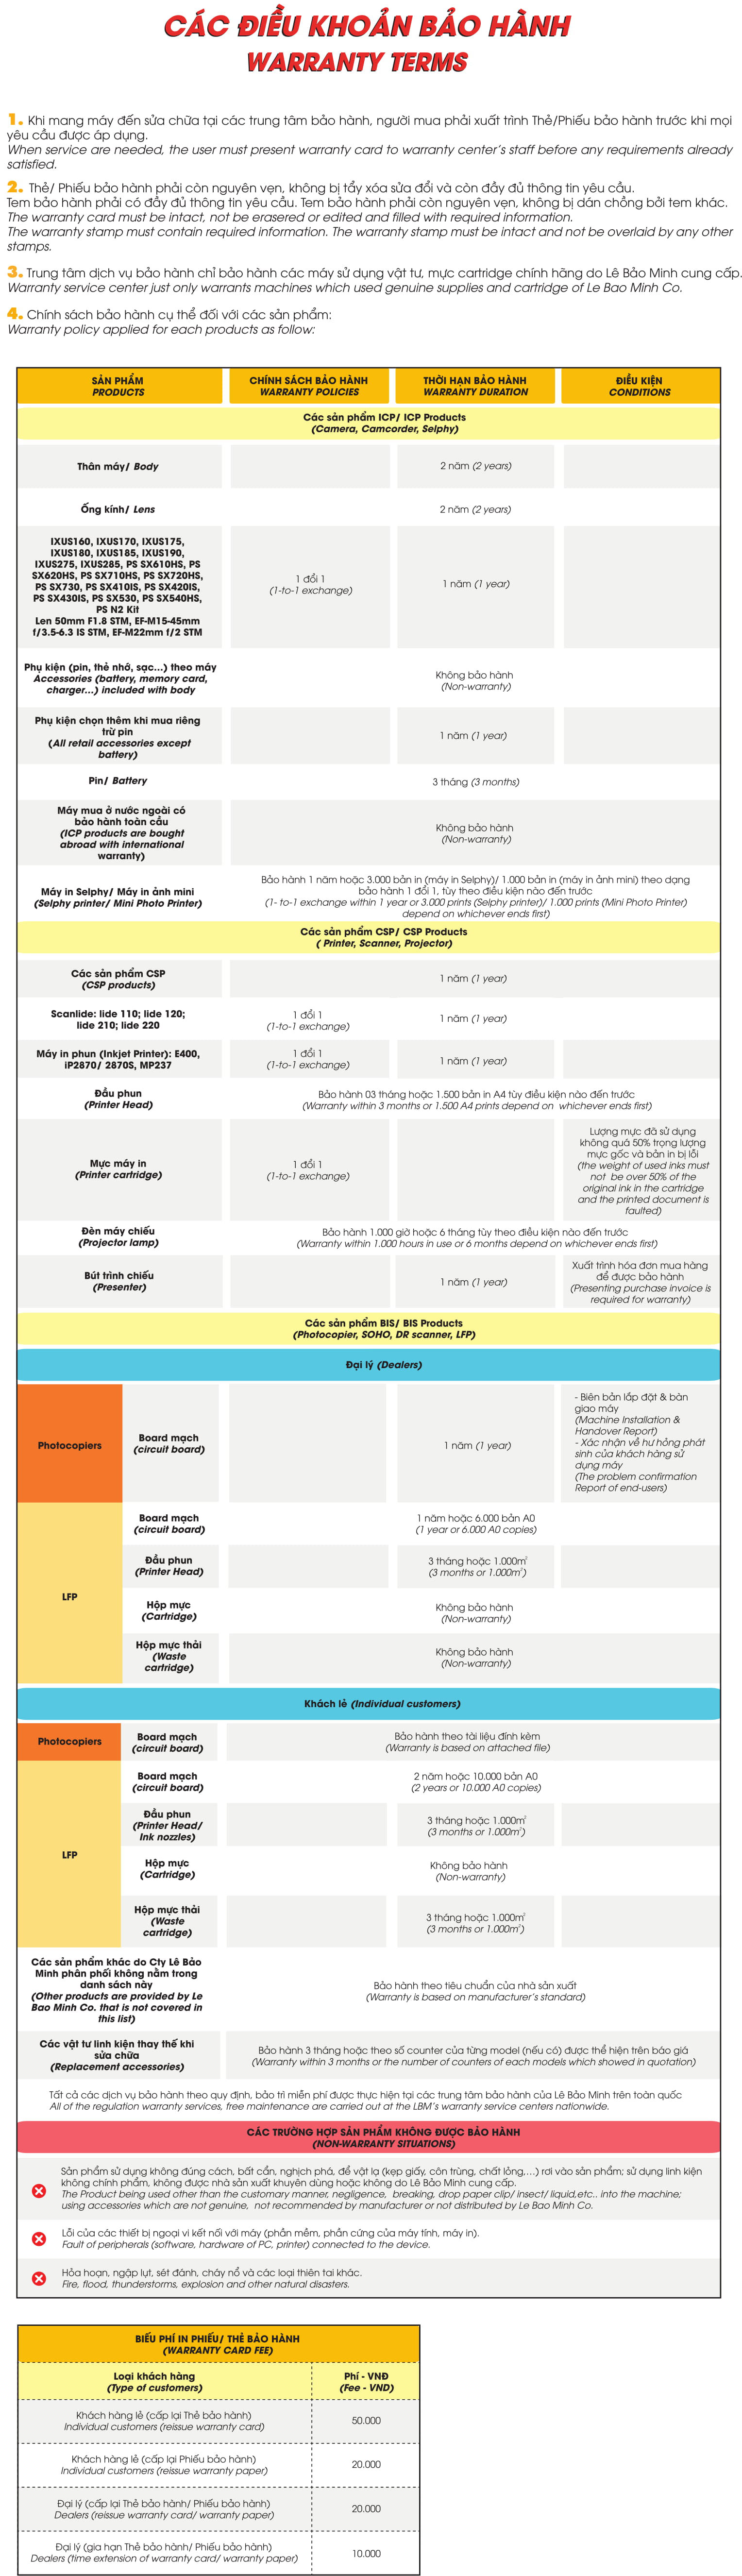 CÁC ĐIỀU KHOẢN BẢO HÀNH
WARRANTY TERMS
1. Khi mang máy đến sửa chữa tại các trung tâm bảo hành, người mua phải xuất trình Thẻ/Phiếu bảo hành trước khi mọi
yêu cầu được áp dụng.
When service are needed, the user must present warranty card to warranty center's staff before any requirements already
satisfied.
2. Thẻ/ Phiếu bảo hành phải còn nguyên vẹn, không bị tẩy xóa sửa đổi và còn đầy đủ thông tin yêu cầu.
Tem bảo hành phải có đầy đủ thông tin yêu cầu. Tem bảo hành phải còn nguyên vẹn, không bị dán chồng bởi tem khác.
The warranty card must be intact, not be erasered or edited and filled with required information.
The warranty stamp must contain required information. The warranty stamp must be intact and not be overlaid by any other
stamps.
3. Trung tâm dịch vụ bảo hành chỉ bảo hành các máy sử dụng vật tư, mực cartridge chính hãng do Lê Bảo Minh cung cấp.
Warranty service center just only warrants machines which used genuine supplies and cartridge of Le Bao Minh Co.
4. Chính sách bảo hành cụ thể đối với các sản phẩm:
Warranty policy applied for each products as follow:
SẢN PHẨM
PRODUCTS
CHÍNH SÁCH BẢO HÀNH
WARRANTY POLICIES
THỜI HẠN BẢO HÀNH
WARRANTY DURATION
ĐIỀU KIỆN
CONDITIONS
Các sản phẩm ICP/ ICP Products
(Camera, Camcorder, Selphy)
Thân máy/ Body
2 năm (2 years)
Ống kính/ Lens
2 năm (2 years)
IXUS160, IXUS170, IXUS175,
IXUS180, IXUS185, IXUS190,
IXUS275, IXUS285, PS SX610HS, PS
SX620HS, PS SX710HS, PS SX720HS,
PS SX730, PS SX410IS, PS SX420IS,
PS SX430IS, PS SX530, PS SX540HS,
PS N2 Kit
Len 50mm F1.8 STM, EF-M15-45mm
f/3.5-6.3 IS STM, EF-M22mm f/2 STM
1 đổi 1
(1-to-1 exchange)
1 năm (1 year)
Phụ kiện (pin, thẻ nhớ, sạc...) theo máy
Accessories (battery, memory card,
charger...) included with body
Không bảo hành
(Non-warranty)
Phụ kiện chọn thêm khi mua riêng
trừ pin
(All retail accessories except
battery)
1 năm (1 year)
Pin/ Battery
3 tháng (3 months)
Máy mua ở nước ngoài có
bảo hành toàn cầu
(ICP products are bought
abroad with international
warranty)
Không bảo hành
(Non-warranty)
Máy in Selphy/ Máy in ảnh mini
(Selphy printer/ Mini Photo Printer)
Bảo hành 1 năm hoặc 3.000 bản in (máy in Selphy)/ 1.000 bản in (máy in ảnh mini) theo dạng
bảo hành 1 đổi 1, tùy theo điều kiện nào đến trước
(1- to-1 exchange within 1 year or 3.000 prints (Selphy printer)/ 1.000 prints (Mini Photo Printer)
depend on whichever ends first)
Các sản phẩm CSP/ CSP Products
( Printer, Scanner, Projector)
Các sản phẩm CSP
(CSP products)
1 năm (1 year)
Scanlide: lide 110; lide 120;
lide 210; lide 220
1 đổi 1
(1-to-1 exchange)
1 năm (1 year)
Máy in phun (Inkjet Printer): E400,
iP2870/ 2870S, MP237
1 đổi 1
(1-to-1 exchange)
1 năm (1 year)
Đầu phun
(Printer Head)
Bảo hành 03 tháng hoặc 1.500 bản in A4 tùy điều kiện nào đến trước
(Warranty within 3 months or 1.500 A4 prints depend on whichever ends first)
Mực máy in
(Printer cartridge)
1 đổi 1
(1-to-1 exchange)
Lượng mực đã sử dụng
không quá 50% trọng lượng
mực gốc và bản in bị lỗi
(the weight of used inks must
not be over 50% of the
original ink in the cartridge
and the printed document is
faulted)
Đèn máy chiếu
(Projector lamp)
Bảo hành 1.000 giờ hoặc 6 tháng tùy theo điều kiện nào đến trước
(Warranty within 1.000 hours in use or 6 months depend on whichever ends first)
Bút trình chiếu
(Presenter)
1 năm (1 year)
Xuất trình hóa đơn mua hàng
để được bảo hành
(Presenting purchase invoice is
required for warranty)
Các sản phẩm BIS/ BIS Products
(Photocopier, SOHO, DR scanner, LFP)
Đại lý (Dealers)
Photocopiers
Board mạch
(circuit board)
1 năm (1 year)
- Biên bản lắp đặt & bàn
giao máy
(Machine Installation &
Handover Report)
- Xác nhận về hư hỏng phát
sinh của khách hàng sử
dụng máy
(The problem confirmation
Report of end-users)
LFP
Board mạch
(circuit board)
1 năm hoặc 6.000 bản A0
(1 year or 6.000 A0 copies)
Đầu phun
(Printer Head)
3 tháng hoặc 1.000m²
(3 months or 1.000m²)
Hộp mực
(Cartridge)
Không bảo hành
(Non-warranty)
Hộp mực thải
(Waste
cartridge)
Không bảo hành
(Non-warranty)
Khách lẻ (Individual customers)
Photocopiers
Board mạch
(circuit board)
Bảo hành theo tài liệu đính kèm
(Warranty is based on attached file)
LFP
Board mạch
(circuit board)
2 năm hoặc 10.000 bản A0
(2 years or 10.000 A0 copies)
Đầu phun
(Printer Head/
Ink nozzles)
3 tháng hoặc 1.000m²
(3 months or 1.000m²)
Hộp mực
(Cartridge)
Không bảo hành
(Non-warranty)
Hộp mực thải
(Waste
cartridge)
3 tháng hoặc 1.000m²
(3 months or 1.000m²)
Các sản phẩm khác do Cty Lê Bảo
Minh phân phối không nằm trong
danh sách này
(Other products are provided by Le
Bao Minh Co. that is not covered in
this list)
Bảo hành theo tiêu chuẩn của nhà sản xuất
(Warranty is based on manufacturer's standard)
Các vật tư linh kiện thay thế khi
sửa chữa
(Replacement accessories)
Bảo hành 3 tháng hoặc theo số counter của từng model (nếu có) được thể hiện trên báo giá
(Warranty within 3 months or the number of counters of each models which showed in quotation)
Tất cả các dịch vụ bảo hành theo quy định, bảo trì miễn phí được thực hiện tại các trung tâm bảo hành của Lê Bảo Minh trên toàn quốc
All of the regulation warranty services, free maintenance are carried out at the LBM's warranty service centers nationwide.
CÁC TRƯỜNG HỢP SẢN PHẨM KHÔNG ĐƯỢC BẢO HÀNH
(NON-WARRANTY SITUATIONS)
Sản phẩm sử dụng không đúng cách, bất cẩn, nghịch phá, để vật lạ (kẹp giấy, côn trùng, chất lỏng,...) rơi vào sản phẩm; sử dụng linh kiện
không chính phẩm, không được nhà sản xuất khuyên dùng hoặc không do Lê Bảo Minh cung cấp.
The Product being used other than the customary manner, negligence, breaking, drop paper clip/ insect/ liquid,etc.. into the machine;
using accessories which are not genuine, not recommended by manufacturer or not distributed by Le Bao Minh Co.
Lỗi của các thiết bị ngoại vi kết nối với máy (phần mềm, phần cứng của máy tính, máy in).
Fault of peripherals (software, hardware of PC, printer) connected to the device.
Hỏa hoạn, ngập lụt, sét đánh, cháy nổ và các loại thiên tai khác.
Fire, flood, thunderstorms, explosion and other natural disasters.
BIỂU PHÍ IN PHIẾU/ THẺ BẢO HÀNH
(WARRANTY CARD FEE)
Loại khách hàng
(Type of customers)
Phí - VNĐ
(Fee - VND)
Khách hàng lẻ (cấp lại Thẻ bảo hành)
Individual customers (reissue warranty card)
50.000
Khách hàng lẻ (cấp lại Phiếu bảo hành)
Individual customers (reissue warranty paper)
20.000
Đại lý (cấp lại Thẻ bảo hành/ Phiếu bảo hành)
Dealers (reissue warranty card/ warranty paper)
20.000
Đại lý (gia hạn Thẻ bảo hành/ Phiếu bảo hành)
Dealers (time extension of warranty card/ warranty paper)
10.000